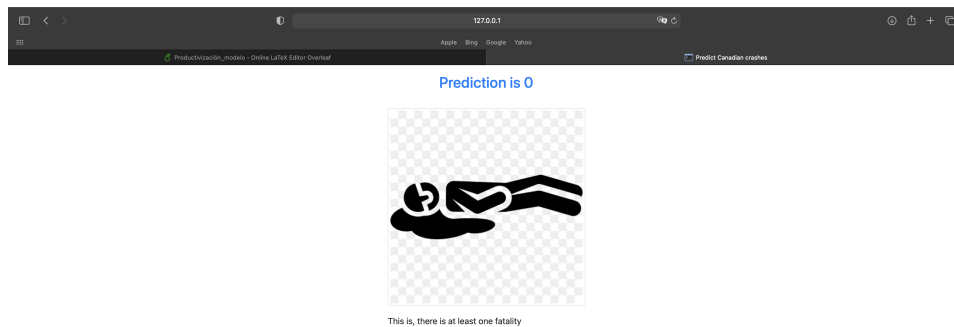 127.0.0.1
Apple Bing Google Yahoo
Productivización_modelo - Online LaTeX Editor Overleaf
Predict Canadian crashes
Prediction is 0
This is, there is at least one fatality